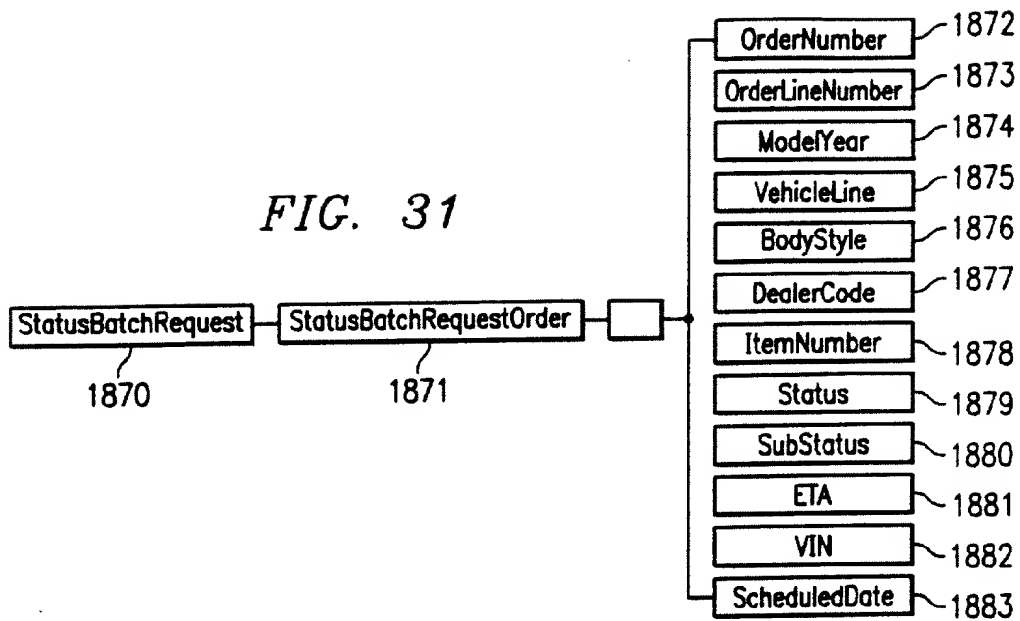 OrderNumber 1872
OrderLineNumber 1873
ModelYear 1874
VehicleLine 1875
FIG. 31
BodyStyle 1876
DealerCode 1877
StatusBatchRequest StatusBatchRequestOrder
ItemNumber 1878
1870 1871
Status 1879
SubStatus 1880
ETA 1881
VIN 1882
ScheduledDate 1883